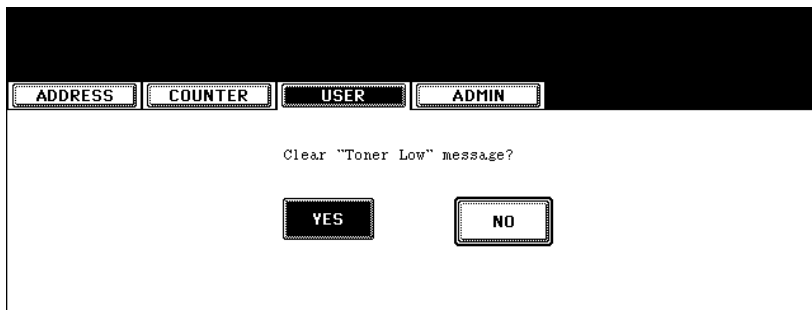 ADDRESS COUNTER USER ADMIN
Clear "Toner Low" message?
YES NO